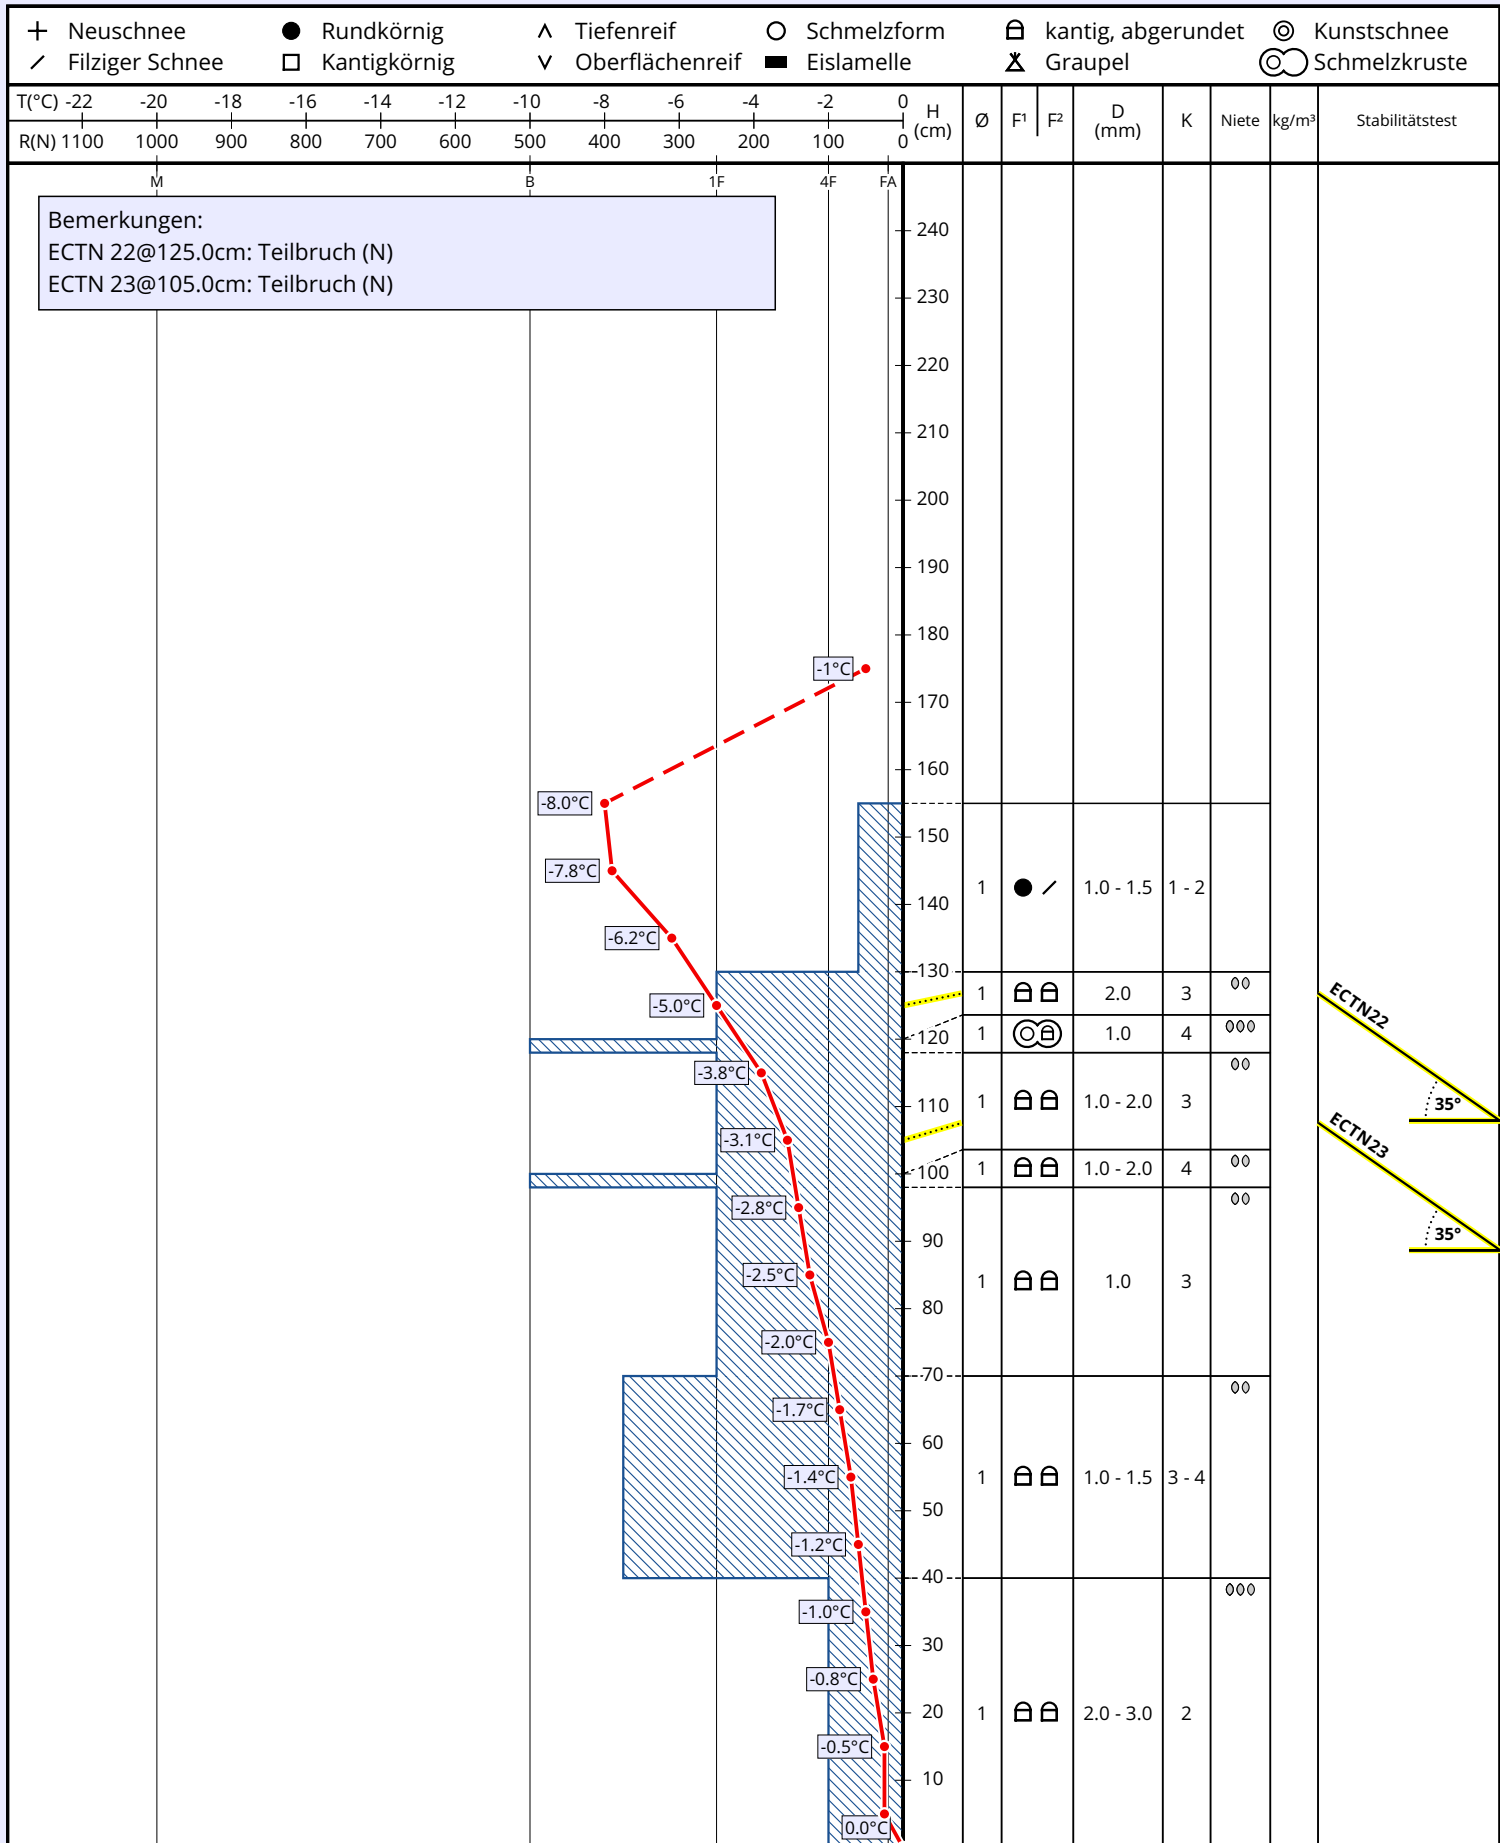 Neuschnee Rundkörnig Tiefenreif Schmelzform kantig, abgerundet Kunstschnee
Filziger Schnee Kantigkörnig Oberflächenreif Eislamelle Graupel Schmelzkruste
T(°C) -22 -20 -18 -16 -14 -12 -10 -8 -6 -4 -2 0
H (cm) Ø F¹ F² D (mm) K Niete kg/m³ Stabilitätstest
R(N) 1100 1000 900 800 700 600 500 400 300 200 100 0
M B 1F 4F FA
Bemerkungen:
ECTN 22@125.0cm: Teilbruch (N)
ECTN 23@105.0cm: Teilbruch (N)
240
230
220
210
200
190
180
-1°C
170
160
-8.0°C
150
-7.8°C
1 1.0 - 1.5 1 - 2
140
-6.2°C
130
-5.0°C
1 2.0 3
ECTN22
120
1 1.0 4
-3.8°C
110
1 1.0 - 2.0 3
35°
-3.1°C
ECTN23
100
1 1.0 - 2.0 4
-2.8°C
90
35°
-2.5°C
1 1.0 3
80
-2.0°C
70
-1.7°C
60
-1.4°C
1 1.0 - 1.5 3 - 4
50
-1.2°C
40
-1.0°C
30
-0.8°C
20
1 2.0 - 3.0 2
-0.5°C
10
0.0°C